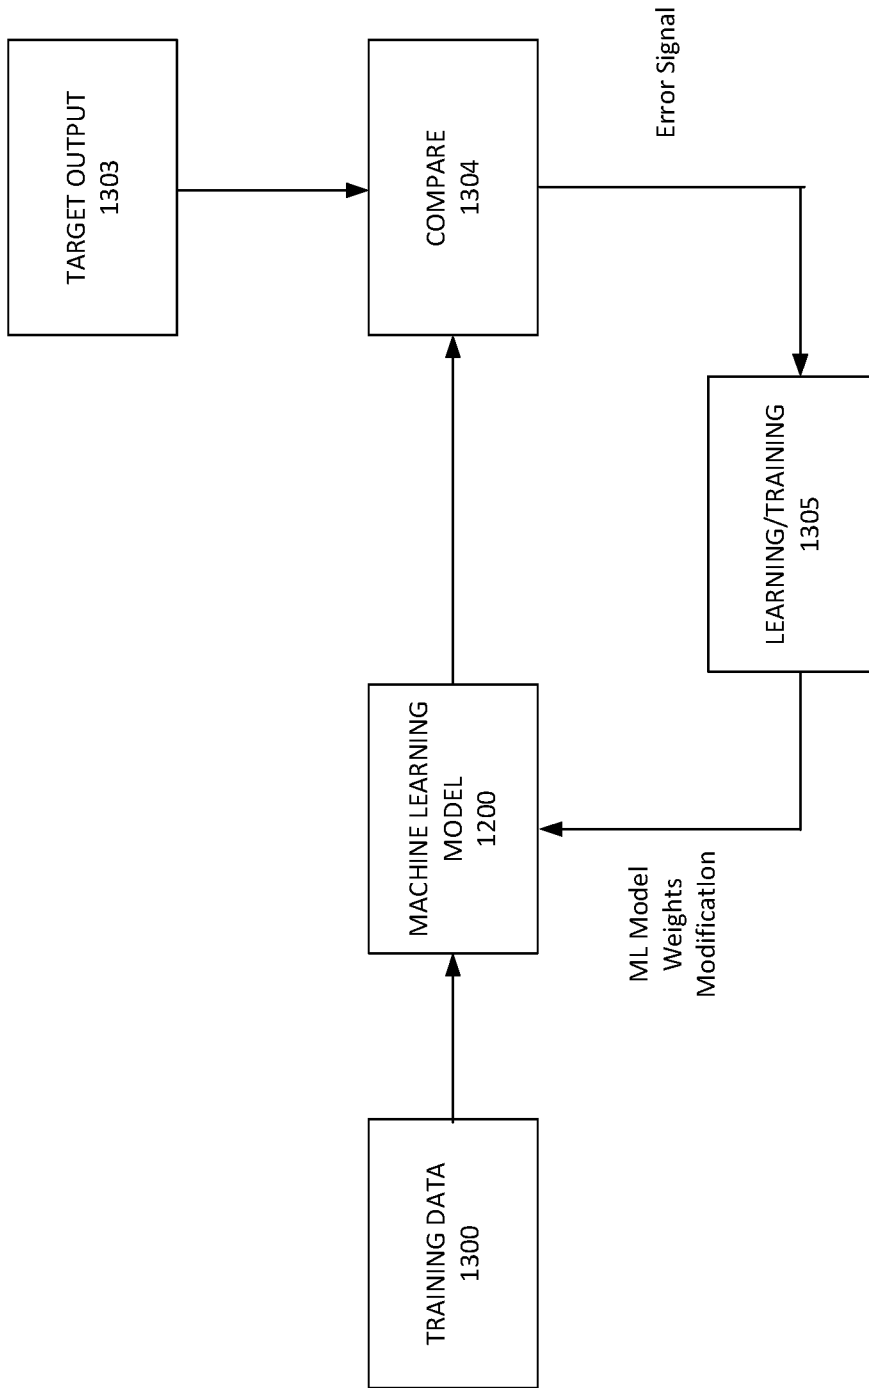 TARGET OUTPUT
1303
TRAINING DATA
1300
MACHINE LEARNING
MODEL
1200
COMPARE
1304
ML Model
Weights
Modification
Error Signal
LEARNING/TRAINING
1305